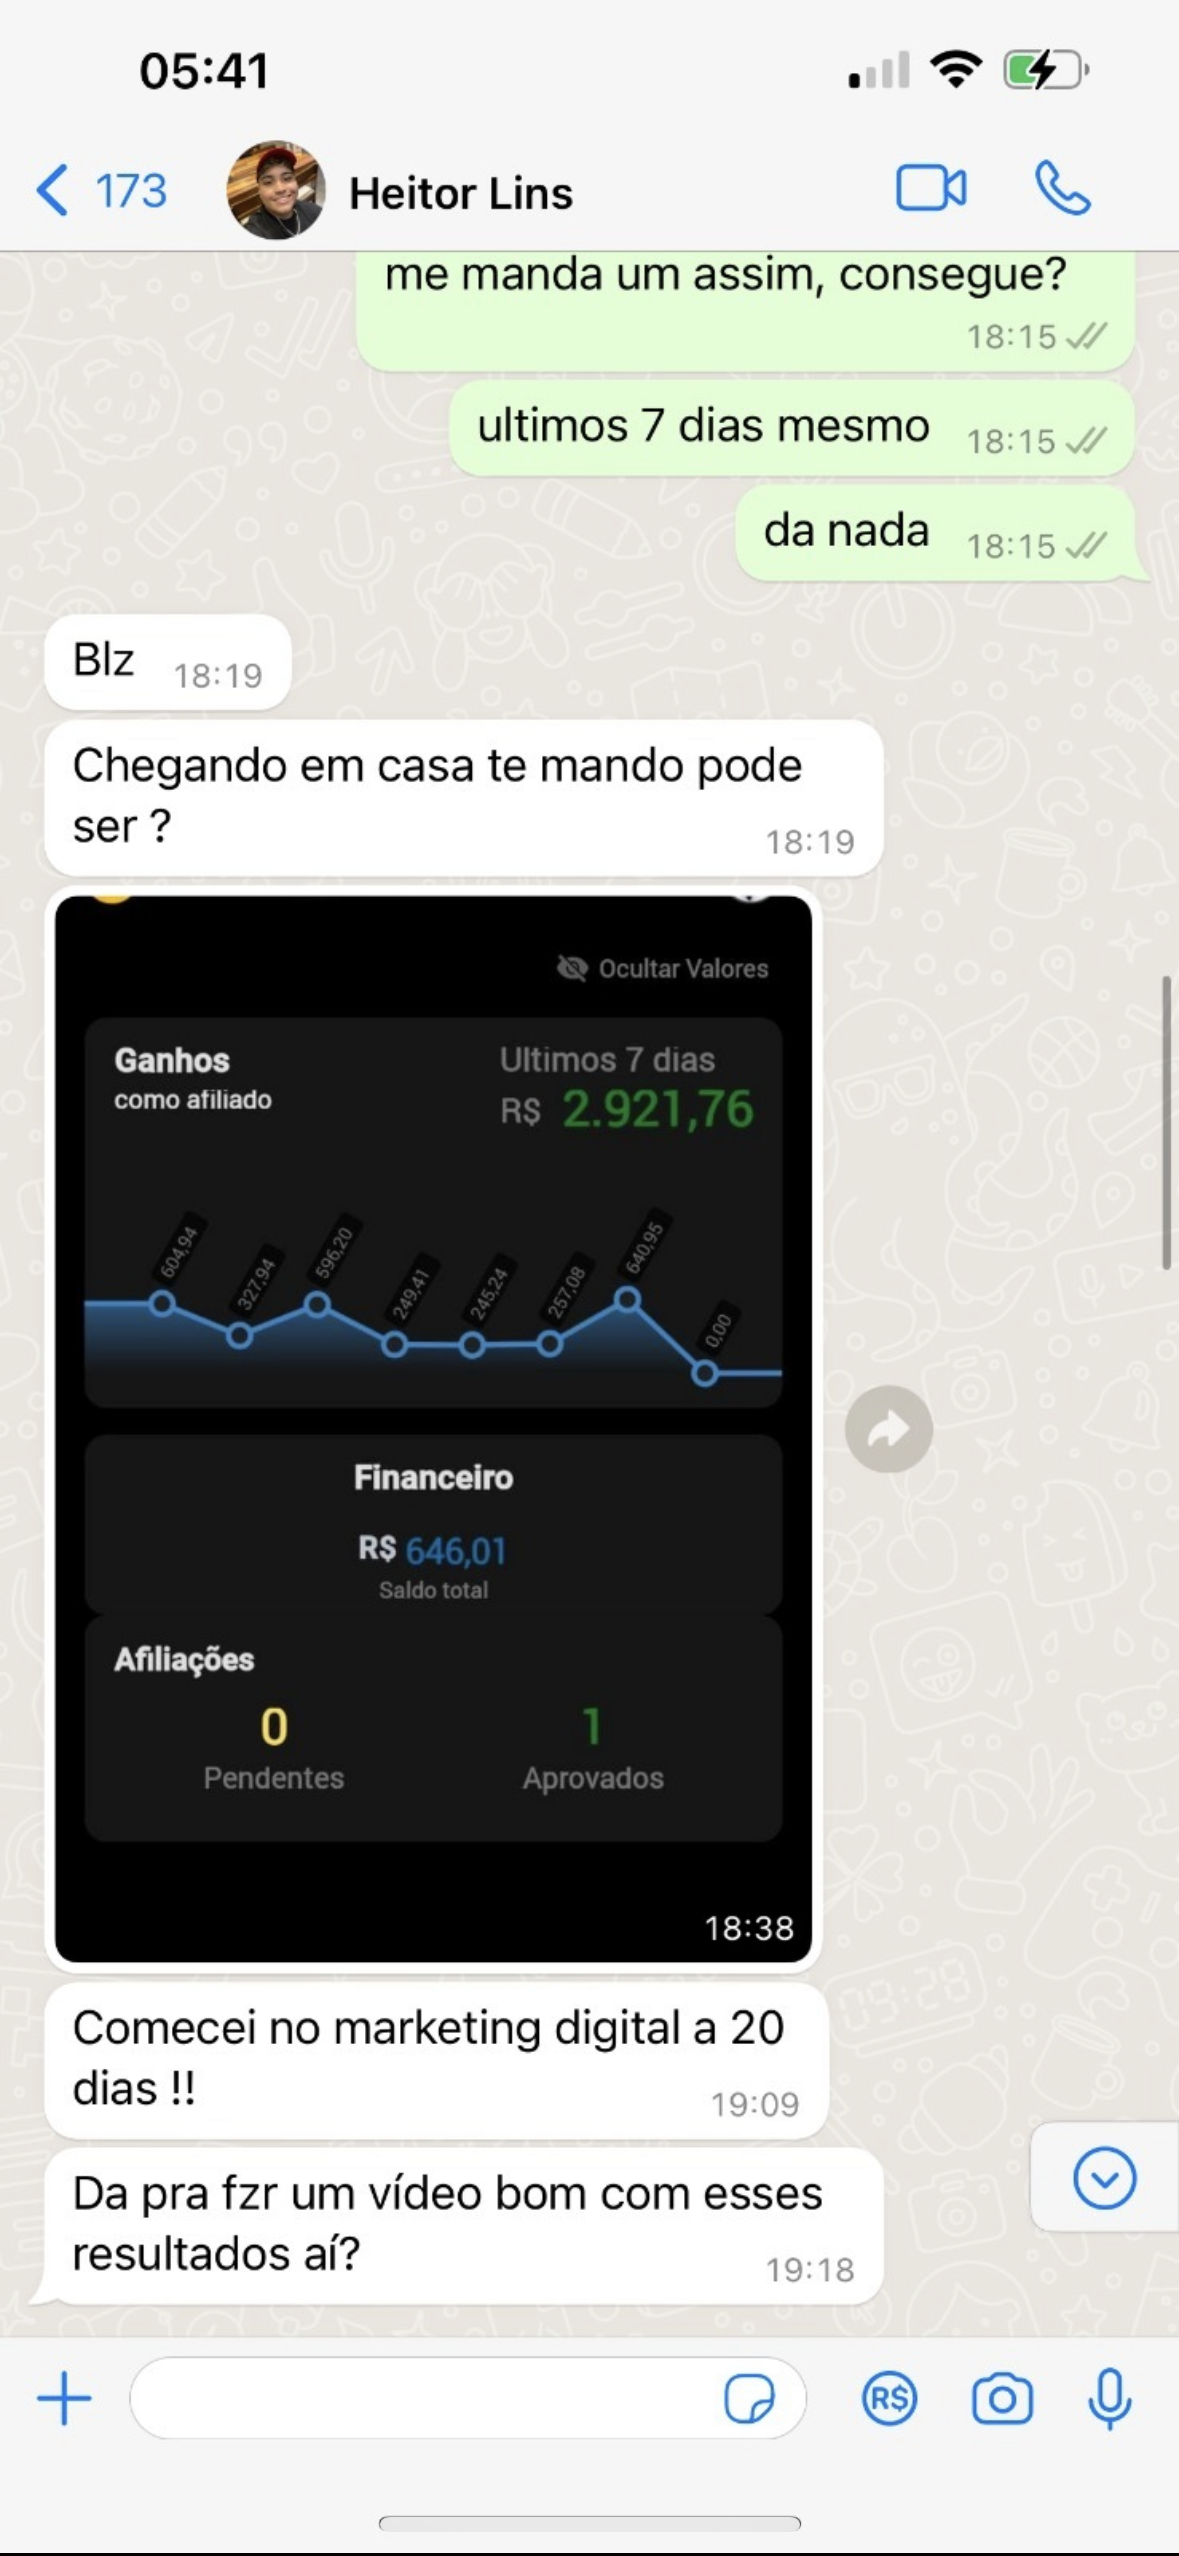 05:41
173
Heitor Lins
me manda um assim, consegue?
18:15
ultimos 7 dias mesmo 18:15
da nada 18:15
Blz 18:19
Chegando em casa te mando pode
ser ?
18:19
Ocultar Valores
Ganhos
como afiliado
Ultimos 7 dias
R$ 2.921,76
604,94
327,94
596,20
249,41
245,24
257,08
640,95
0,00
Financeiro
R$ 646,01
Saldo total
Afiliações
0
Pendentes
1
Aprovados
18:38
Comecei no marketing digital a 20
dias !!
19:09
Da pra fzr um vídeo bom com esses
resultados aí?
19:18
R$